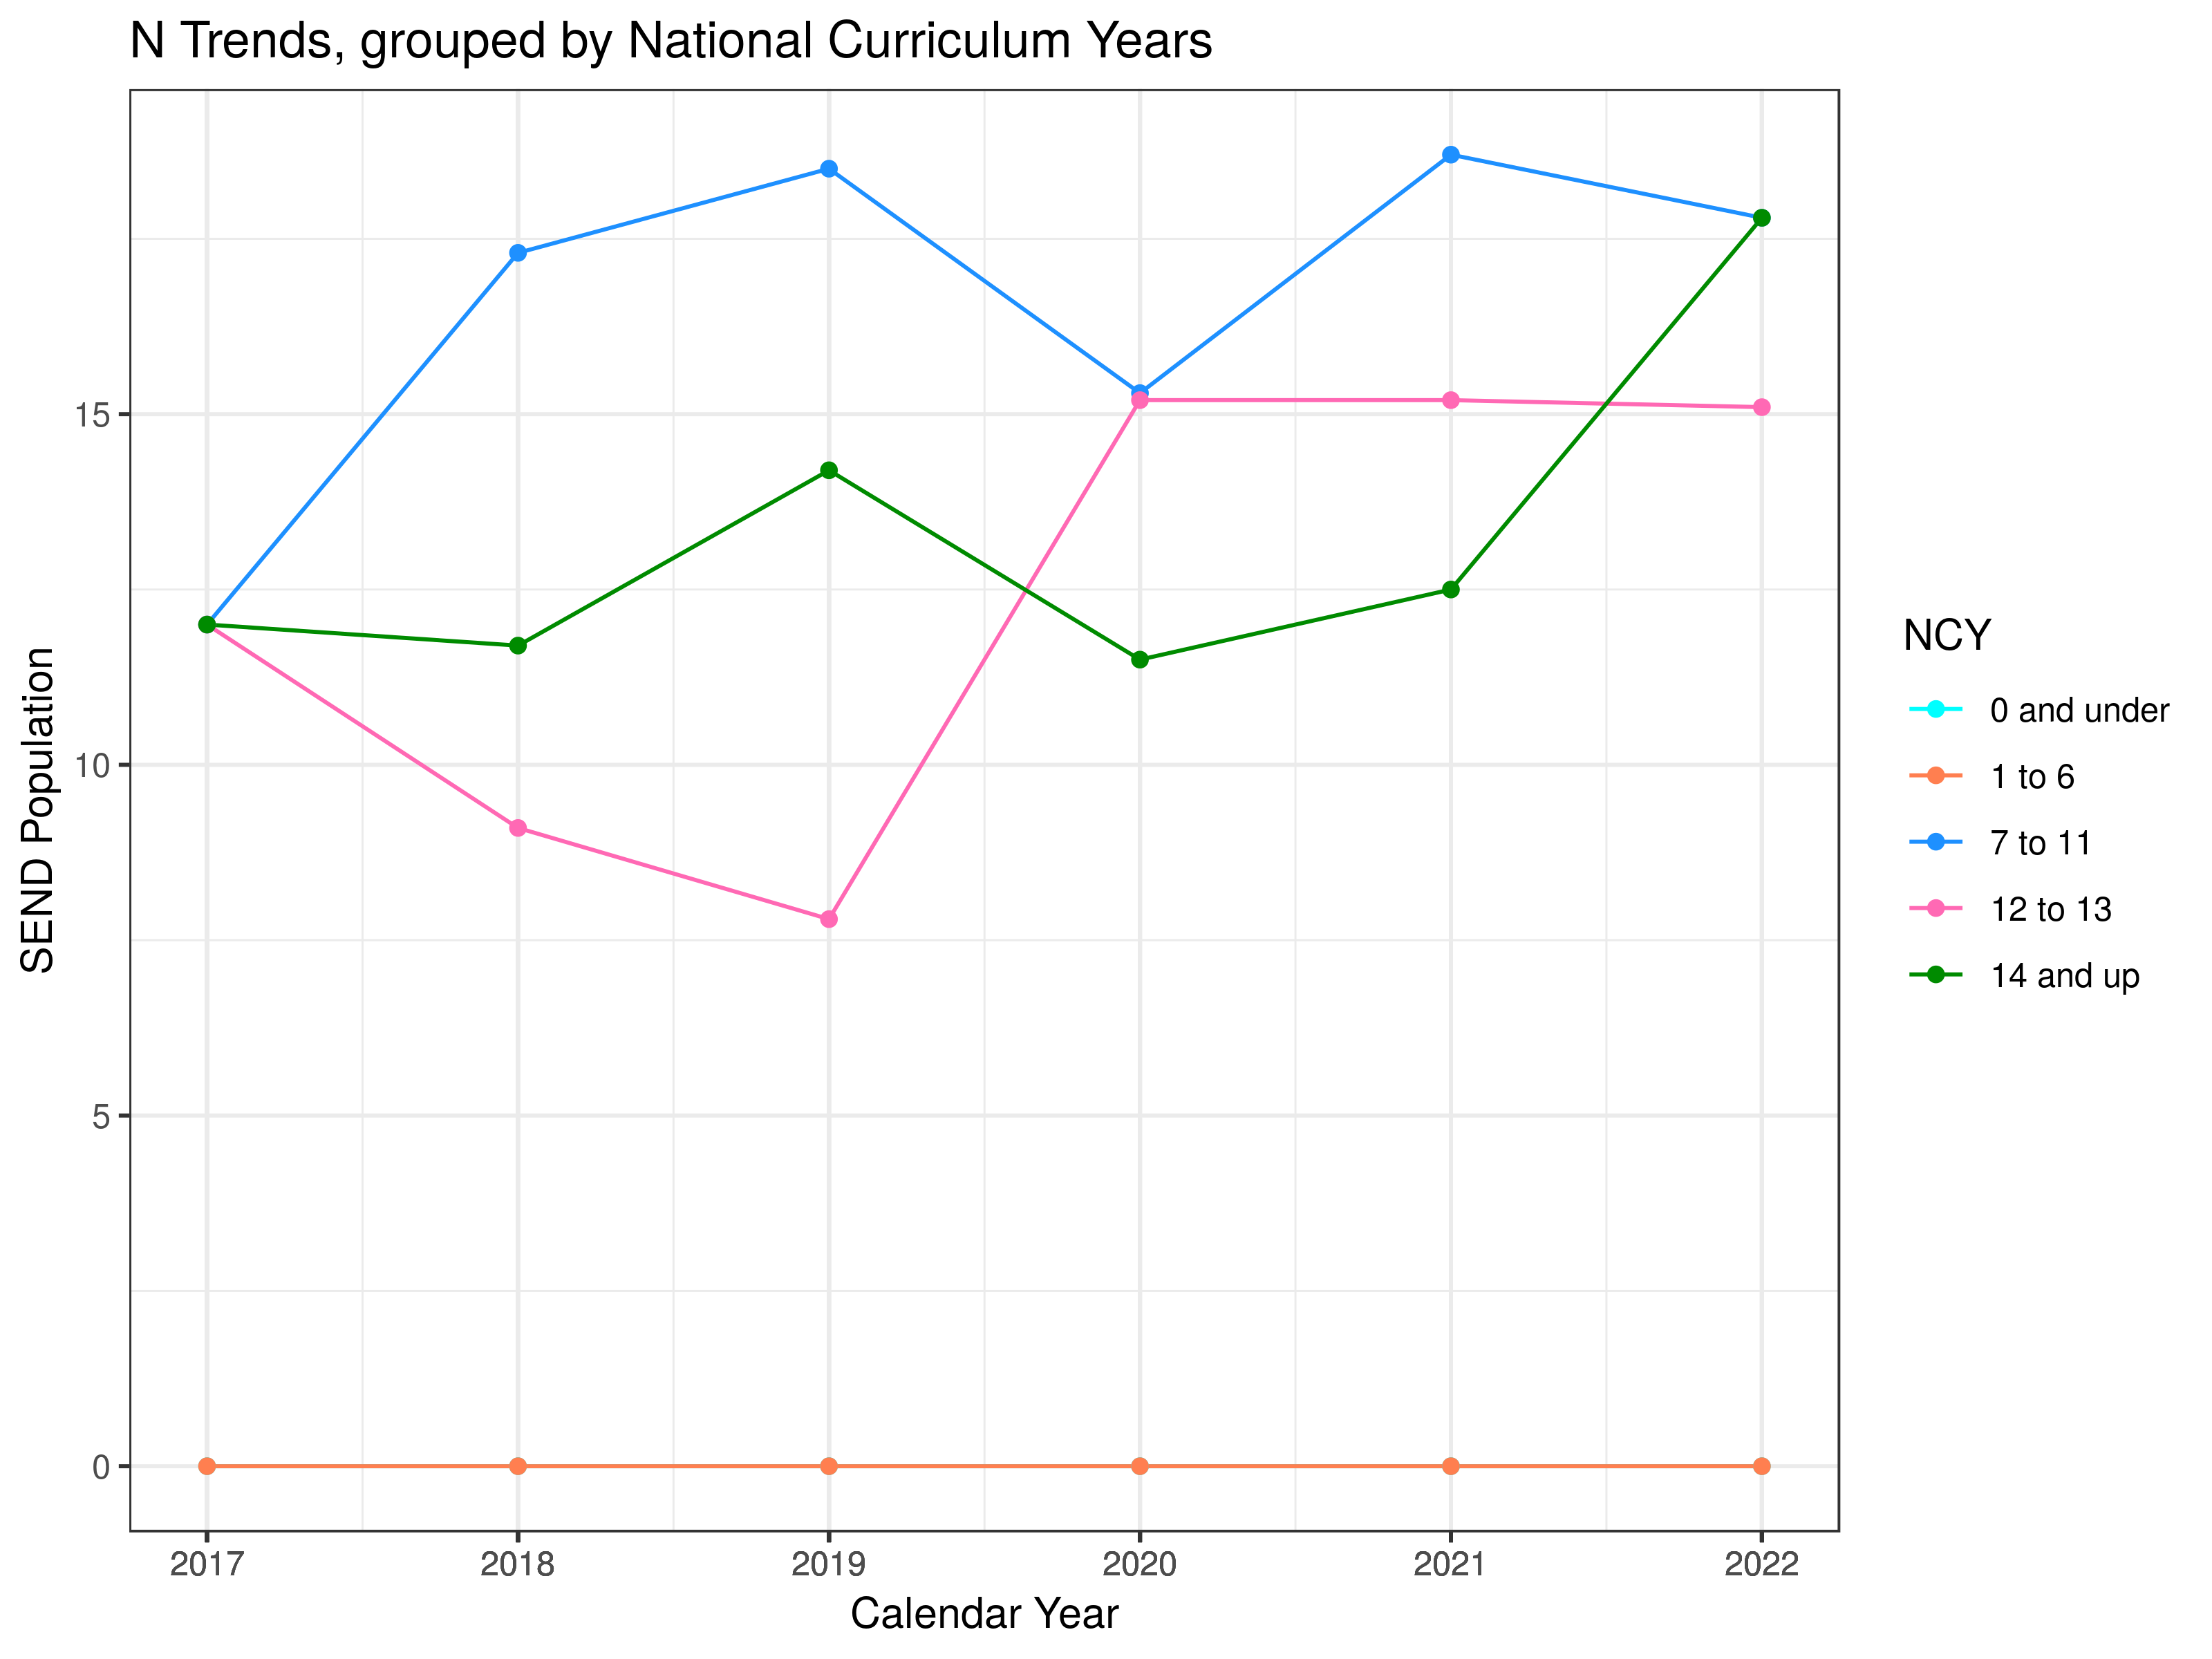 N Trends, grouped by National Curriculum Years
SEND Population
15
10
5
0
2017 2018 2019 2020 2021 2022
Calendar Year
NCY
0 and under
1 to 6
7 to 11
12 to 13
14 and up